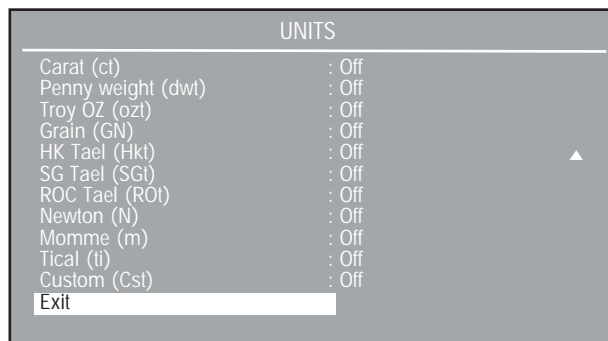 UNITS
Carat (ct) : Off
Penny weight (dwt) : Off
Troy OZ (ozt) : Off
Grain (GN) : Off
HK Tael (Hkt) : Off
SG Tael (SGt) : Off
ROC Tael (ROt) : Off
Newton (N) : Off
Momme (m) : Off
Tical (ti) : Off
Custom (Cst) : Off
Exit